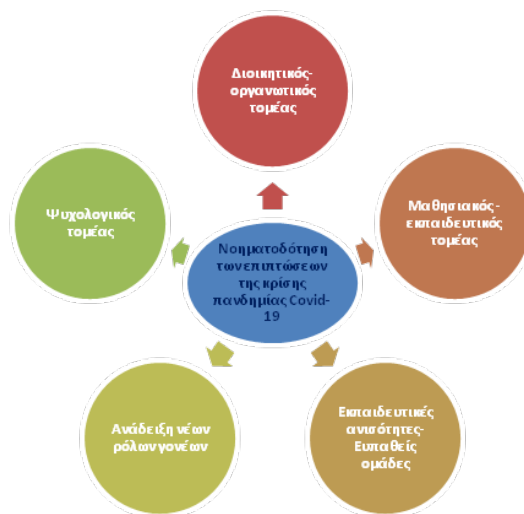 Διοικητικός-
οργανωτικός
τομέας
Ψυχολογικός
τομέας
Μαθησιακός -
εκπαιδευτικός
τομέας
Νοηματοδότηση
των επιπτώσεων
της κρίσης
πανδημίας Covid-
19
Ανάδειξη νέων
ρόλων γονέων
Εκπαιδευτικές
ανισότητες-
Ευπαθείς
ομάδες